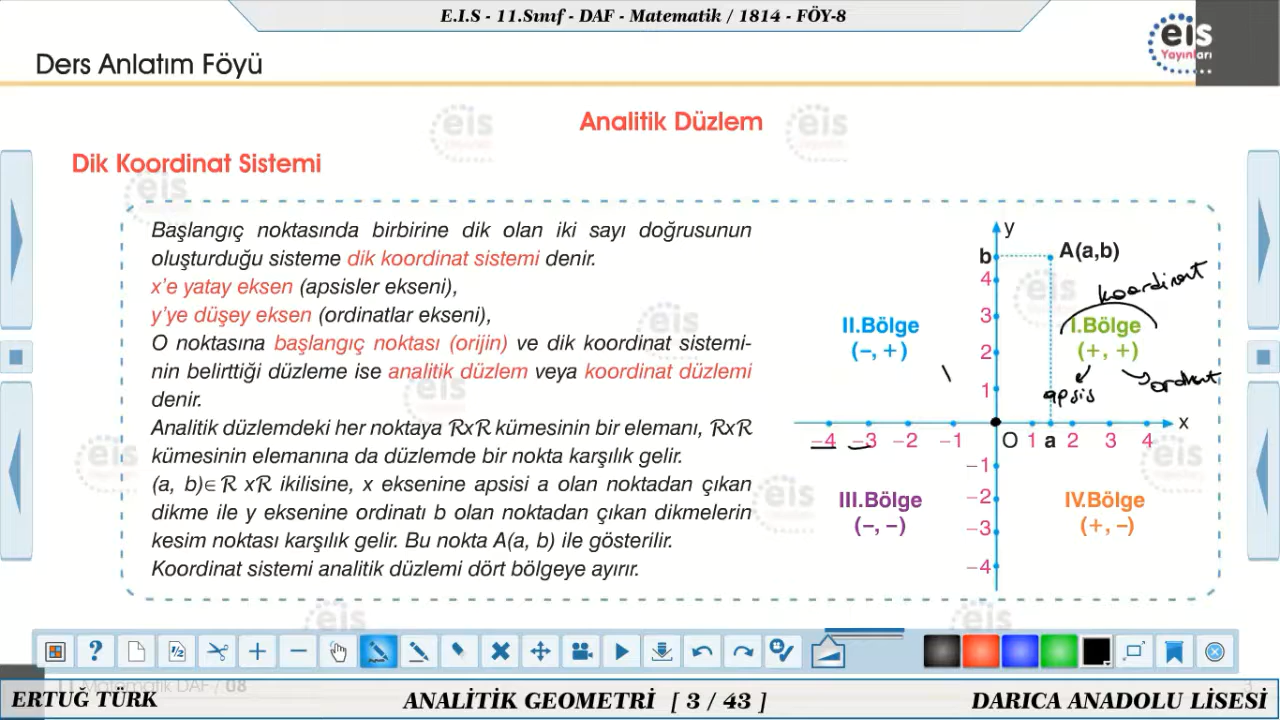 E.I.S - 11.Sınıf - DAF - Matematik / 1814 - FÖY-8
eis
Yayınları
Ders Anlatım Föyü
Analitik Düzlem
Dik Koordinat Sistemi
Başlangıç noktasında birbirine dik olan iki sayı doğrusunun
oluşturduğu sisteme dik koordinat sistemi denir.
x'e yatay eksen (apsisler ekseni),
y'ye düşey eksen (ordinatlar ekseni),
O noktasına başlangıç noktası (orijin) ve dik koordinat sistemi-
nin belirttiği düzleme ise analitik düzlem veya koordinat düzlemi
denir.
Analitik düzlemdeki her noktaya RxR kümesinin bir elemanı, RxR
kümesinin elemanına da düzlemde bir nokta karşılık gelir.
(a, b)∈R xR ikilisine, x eksenine apsisi a olan noktadan çıkan
dikme ile y eksenine ordinatı b olan noktadan çıkan dikmelerin
kesim noktası karşılık gelir. Bu nokta A(a, b) ile gösterilir.
Koordinat sistemi analitik düzlemi dört bölgeye ayırır.
y
b A(a,b)
4
koordinat
3
II.Bölge I.Bölge
(–, +) 2 (+, +)
1 apsis ordinat
x
–4 –3 –2 –1 O 1 a 2 3 4
–1
III.Bölge –2 IV.Bölge
(–, –) –3 (+, –)
–4
11 Matematik DAF / 08 3
ERTUĞ TÜRK ANALİTİK GEOMETRİ [ 3 / 43 ] DARICA ANADOLU LİSESİ